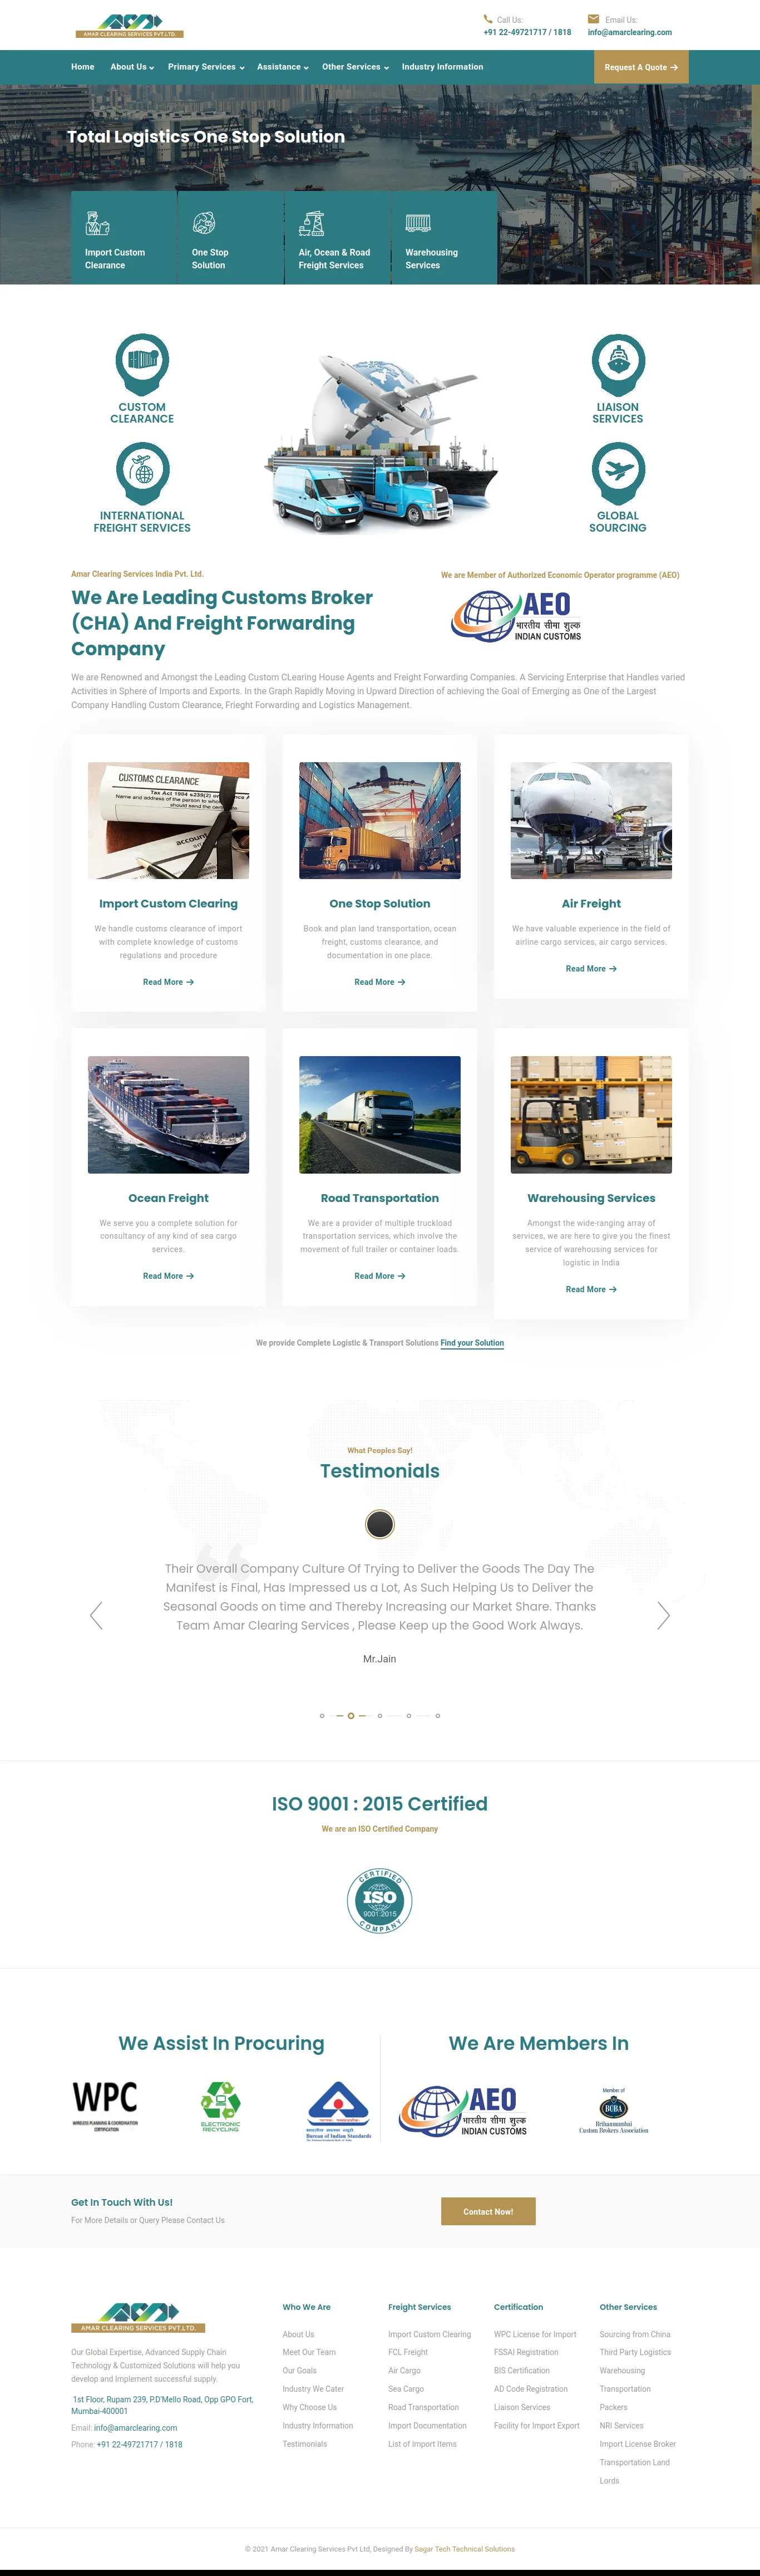 AMAR CLEARING SERVICES PVT.LTD.
Call Us:
+91 22-49721717 / 1818
Email Us:
info@amarclearing.com
Home
About Us
Primary Services
Assistance
Other Services
Industry Information
Request A Quote
Total Logistics One Stop Solution
Import Custom
Clearance
One Stop
Solution
Air, Ocean & Road
Freight Services
Warehousing
Services
CUSTOM
CLEARANCE
LIAISON
SERVICES
INTERNATIONAL
FREIGHT SERVICES
GLOBAL
SOURCING
Amar Clearing Services India Pvt. Ltd.
We Are Leading Customs Broker
(CHA) And Freight Forwarding
Company
We are Member of Authorized Economic Operator programme (AEO)
AEO
भारतीय सीमा शुल्क
INDIAN CUSTOMS
We are Renowned and Amongst the Leading Custom CLearing House Agents and Freight Forwarding Companies. A Servicing Enterprise that Handles varied
Activities in Sphere of Imports and Exports. In the Graph Rapidly Moving in Upward Direction of achieving the Goal of Emerging as One of the Largest
Company Handling Custom Clearance, Frieght Forwarding and Logistics Management.
CUSTOMS CLEARANCE
Tax Act 1984 s239(2)
Name and address of the person to who
should send the certificate
account
Import Custom Clearing
We handle customs clearance of import
with complete knowledge of customs
regulations and procedure
Read More
One Stop Solution
Book and plan land transportation, ocean
freight, customs clearance, and
documentation in one place.
Read More
Air Freight
We have valuable experience in the field of
airline cargo services, air cargo services.
Read More
Ocean Freight
We serve you a complete solution for
consultancy of any kind of sea cargo
services.
Read More
Road Transportation
We are a provider of multiple truckload
transportation services, which involve the
movement of full trailer or container loads.
Read More
Warehousing Services
Amongst the wide-ranging array of
services, we are here to give you the finest
service of warehousing services for
logistic in India
Read More
We provide Complete Logistic & Transport Solutions Find your Solution
What Peoples Say!
Testimonials
Their Overall Company Culture Of Trying to Deliver the Goods The Day The
Manifest is Final, Has Impressed us a Lot, As Such Helping Us to Deliver the
Seasonal Goods on time and Thereby Increasing our Market Share. Thanks
Team Amar Clearing Services , Please Keep up the Good Work Always.
Mr.Jain
ISO 9001 : 2015 Certified
We are an ISO Certified Company
CERTIFIED
ISO
9001:2015
COMPANY
We Assist In Procuring
We Are Members In
WPC
WIRELESS PLANNING & COORDINATION
CERTIFICATION
ELECTRONIC
RECYCLING
Bureau of Indian Standards
AEO
भारतीय सीमा शुल्क
INDIAN CUSTOMS
Member of
BCBA
Brihanmumbai
Custom Brokers Association
Get In Touch With Us!
For More Details or Query Please Contact Us
Contact Now!
AMAR CLEARING SERVICES PVT.LTD.
Our Global Expertise, Advanced Supply Chain
Technology & Customized Solutions will help you
develop and Implement successful supply.
1st Floor, Rupam 239, P.D'Mello Road, Opp GPO Fort,
Mumbai-400001
Email: info@amarclearing.com
Phone: +91 22-49721717 / 1818
Who We Are
About Us
Meet Our Team
Our Goals
Industry We Cater
Why Choose Us
Industry Information
Testimonials
Freight Services
Import Custom Clearing
FCL Freight
Air Cargo
Sea Cargo
Road Transportation
Import Documentation
List of Import Items
Certification
WPC License for Import
FSSAI Registration
BIS Certification
AD Code Registration
Liaison Services
Facility for Import Export
Other Services
Sourcing from China
Third Party Logistics
Warehousing
Transportation
Packers
NRI Services
Import License Broker
Transportation Land
Lords
© 2021 Amar Clearing Services Pvt Ltd, Designed By Sagar Tech Technical Solutions